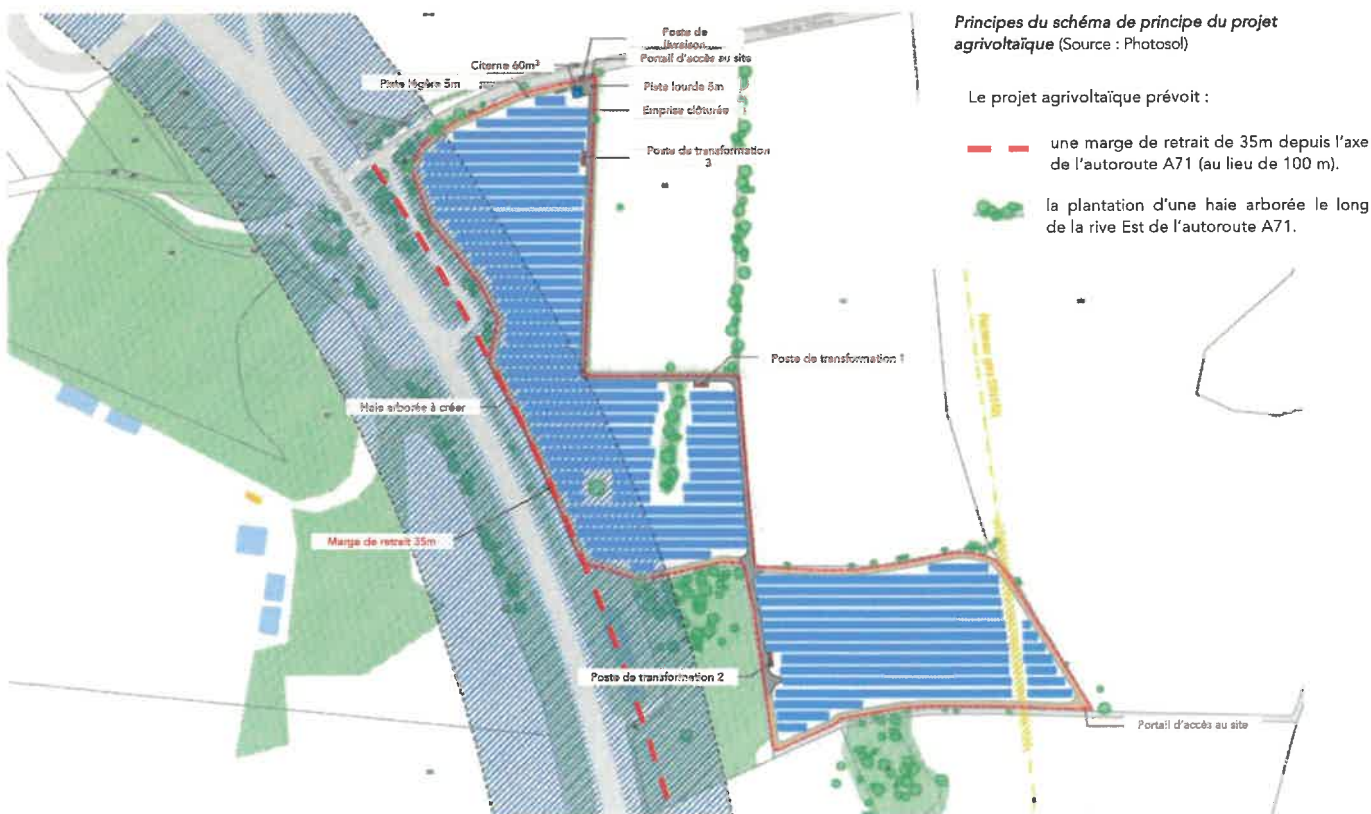 Principes du schéma de principe du projet
agrivoltaïque (Source : Photosol)
Le projet agrivoltaïque prévoit :
une marge de retrait de 35m depuis l'axe
de l'autoroute A71 (au lieu de 100 m).
la plantation d'une haie arborée le long
de la rive Est de l'autoroute A71.
Poste de
livraison
Citerne 60m³
Portail d'accès au site
Piste légère 5m
Piste lourde 5m
Emprise clôturée
Poste de transformation
3
Autoroute A71
Poste de transformation 1
Haie arborée à créer
Marge de retrait 35m
Poste de transformation 2
Portail d'accès au site